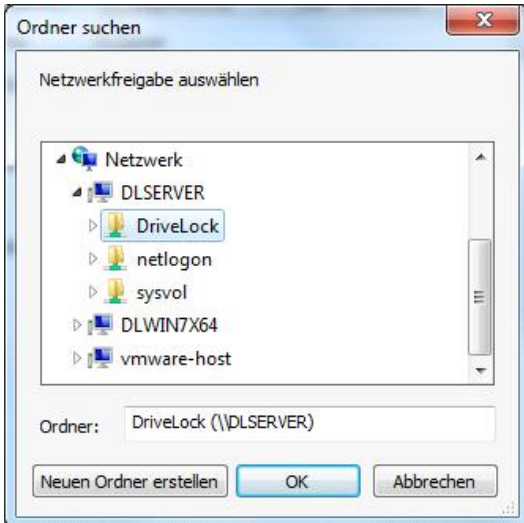 Ordner suchen
Netzwerkfreigabe auswählen
Netzwerk
DLSERVER
DriveLock
netlogon
sysvol
DLWIN7X64
vmware-host
Ordner: DriveLock (\\DLSERVER)
Neuen Ordner erstellen OK Abbrechen